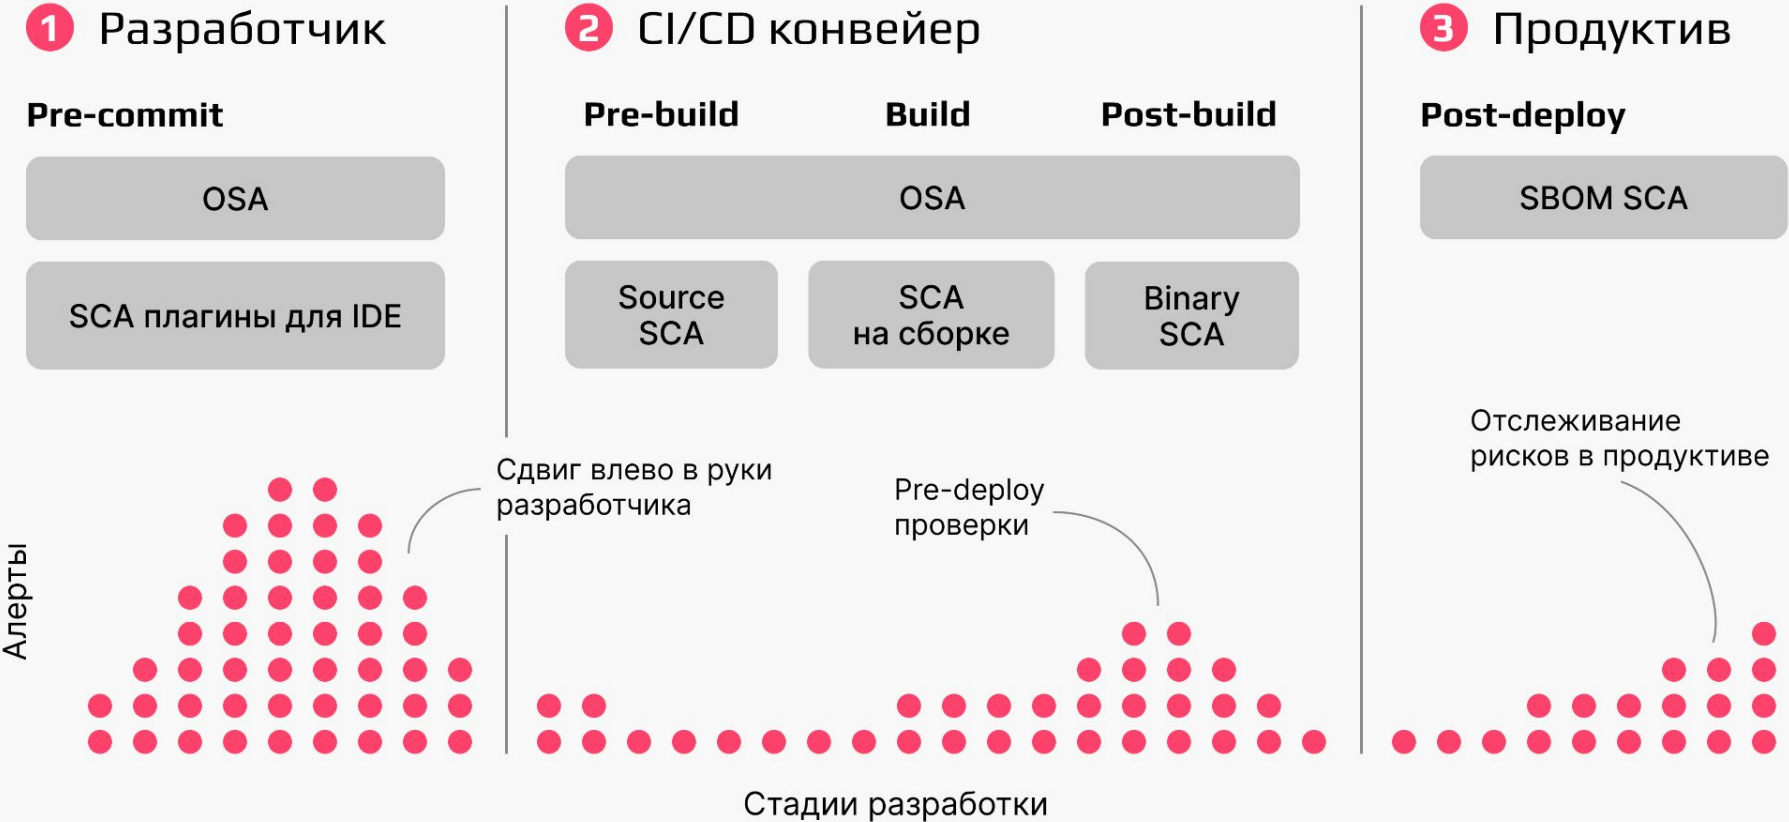 1 Разработчик
Pre-commit
OSA
SCA плагины для IDE
2 CI/CD конвейер
Pre-build
Build
Post-build
OSA
Source
SCA
SCA
на сборке
Binary
SCA
3 Продуктив
Post-deploy
SBOM SCA
Сдвиг влево в руки
разработчика
Pre-deploy
проверки
Отслеживание
рисков в продуктиве
Алерты
Стадии разработки